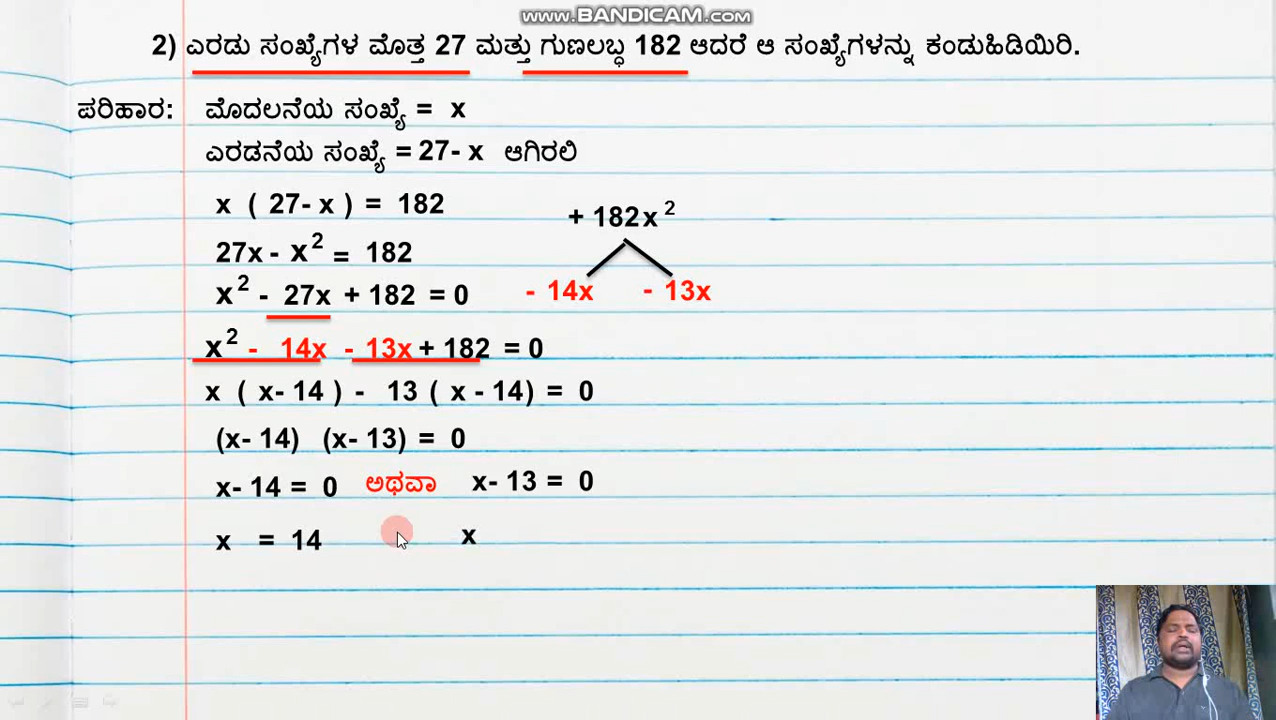 www.BANDICAM.com
2) ಎರಡು ಸಂಖ್ಯೆಗಳ ಮೊತ್ತ 27 ಮತ್ತು ಗುಣಲಬ್ಧ 182 ಆದರೆ ಆ ಸಂಖ್ಯೆಗಳನ್ನು ಕಂಡುಹಿಡಿಯಿರಿ.
ಪರಿಹಾರ: ಮೊದಲನೆಯ ಸಂಖ್ಯೆ = x
ಎರಡನೆಯ ಸಂಖ್ಯೆ = 27- x ಆಗಿರಲಿ
x ( 27- x ) = 182
+ 182x²
27x - x² = 182
x² - 27x + 182 = 0
- 14x - 13x
x² - 14x - 13x + 182 = 0
x ( x- 14 ) - 13 ( x - 14) = 0
(x- 14) (x- 13) = 0
x- 14 = 0 ಅಥವಾ x- 13 = 0
x = 14 x